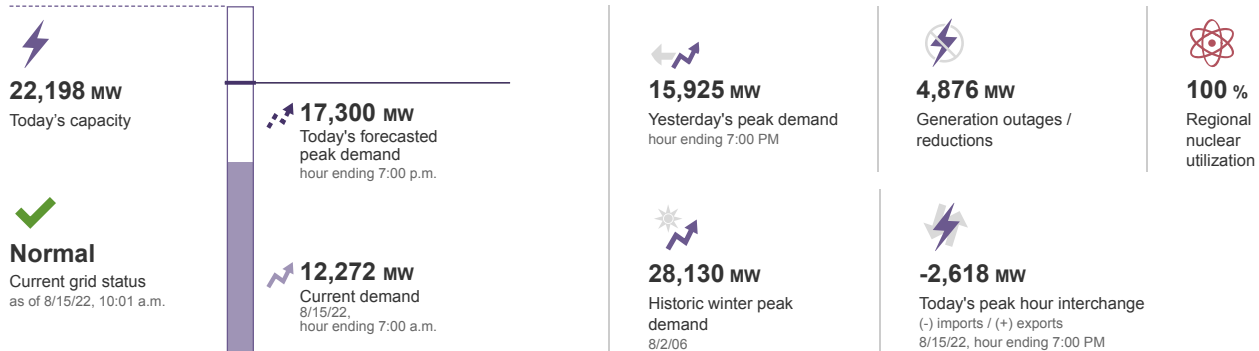 22,198 MW
Today's capacity
Normal
Current grid status
as of 8/15/22, 10:01 a.m.
17,300 MW
Today's forecasted
peak demand
hour ending 7:00 p.m.
12,272 MW
Current demand
8/15/22,
hour ending 7:00 a.m.
15,925 MW
Yesterday's peak demand
hour ending 7:00 PM
4,876 MW
Generation outages /
reductions
100 %
Regional
nuclear
utilization
28,130 MW
Historic winter peak
demand
8/2/06
-2,618 MW
Today's peak hour interchange
(-) imports / (+) exports
8/15/22, hour ending 7:00 PM